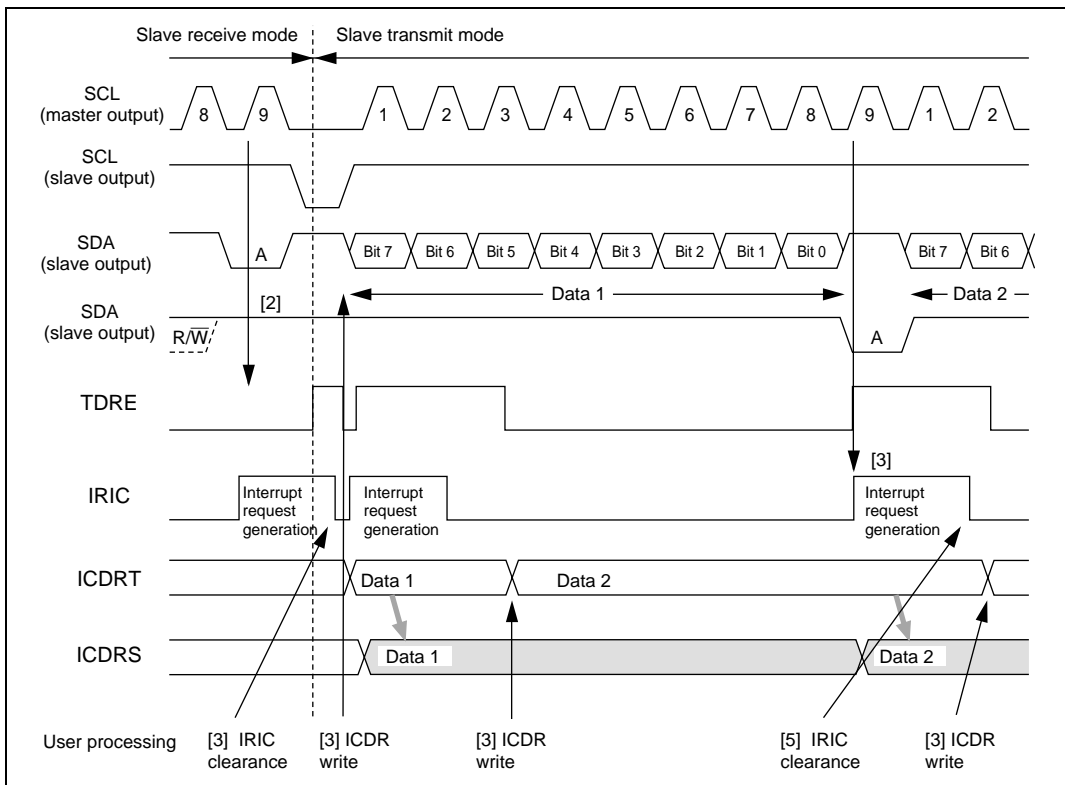 Slave receive mode
Slave transmit mode
SCL
(master output)
8 9 1 2 3 4 5 6 7 8 9 1 2
SCL
(slave output)
SDA
(slave output)
A Bit 7 Bit 6 Bit 5 Bit 4 Bit 3 Bit 2 Bit 1 Bit 0 Bit 7 Bit 6
[2]
Data 1
Data 2
SDA
(slave output)
R/W̅
A
TDRE
[3]
IRIC
Interrupt
request
generation
Interrupt
request
generation
Interrupt
request
generation
ICDRT
Data 1
Data 2
ICDRS
Data 1
Data 2
User processing
[3] IRIC
clearance
[3] ICDR
write
[3] ICDR
write
[5] IRIC
clearance
[3] ICDR
write